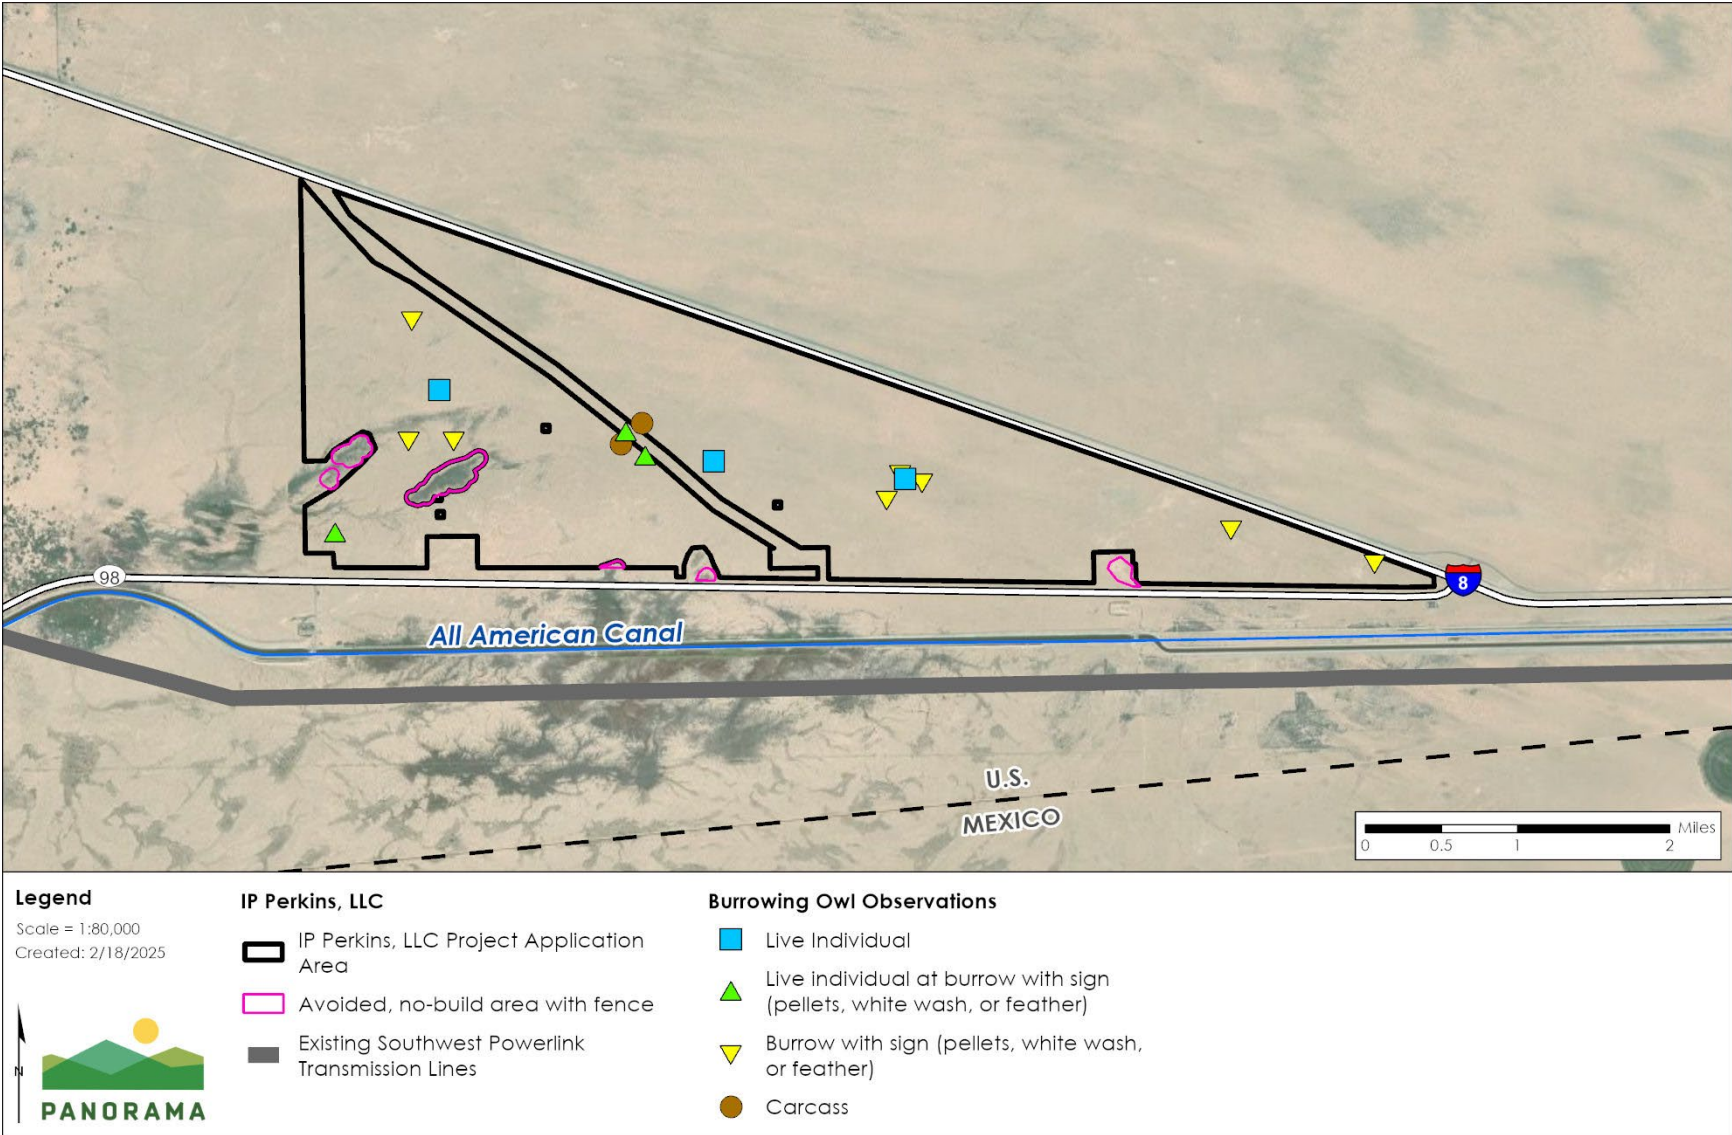 98
8
All American Canal
U.S.
MEXICO
Miles
0 0.5 1 2
Legend
Scale = 1:80,000
Created: 2/18/2025
N
PANORAMA
IP Perkins, LLC
IP Perkins, LLC Project Application
Area
Avoided, no-build area with fence
Existing Southwest Powerlink
Transmission Lines
Burrowing Owl Observations
Live Individual
Live individual at burrow with sign
(pellets, white wash, or feather)
Burrow with sign (pellets, white wash,
or feather)
Carcass